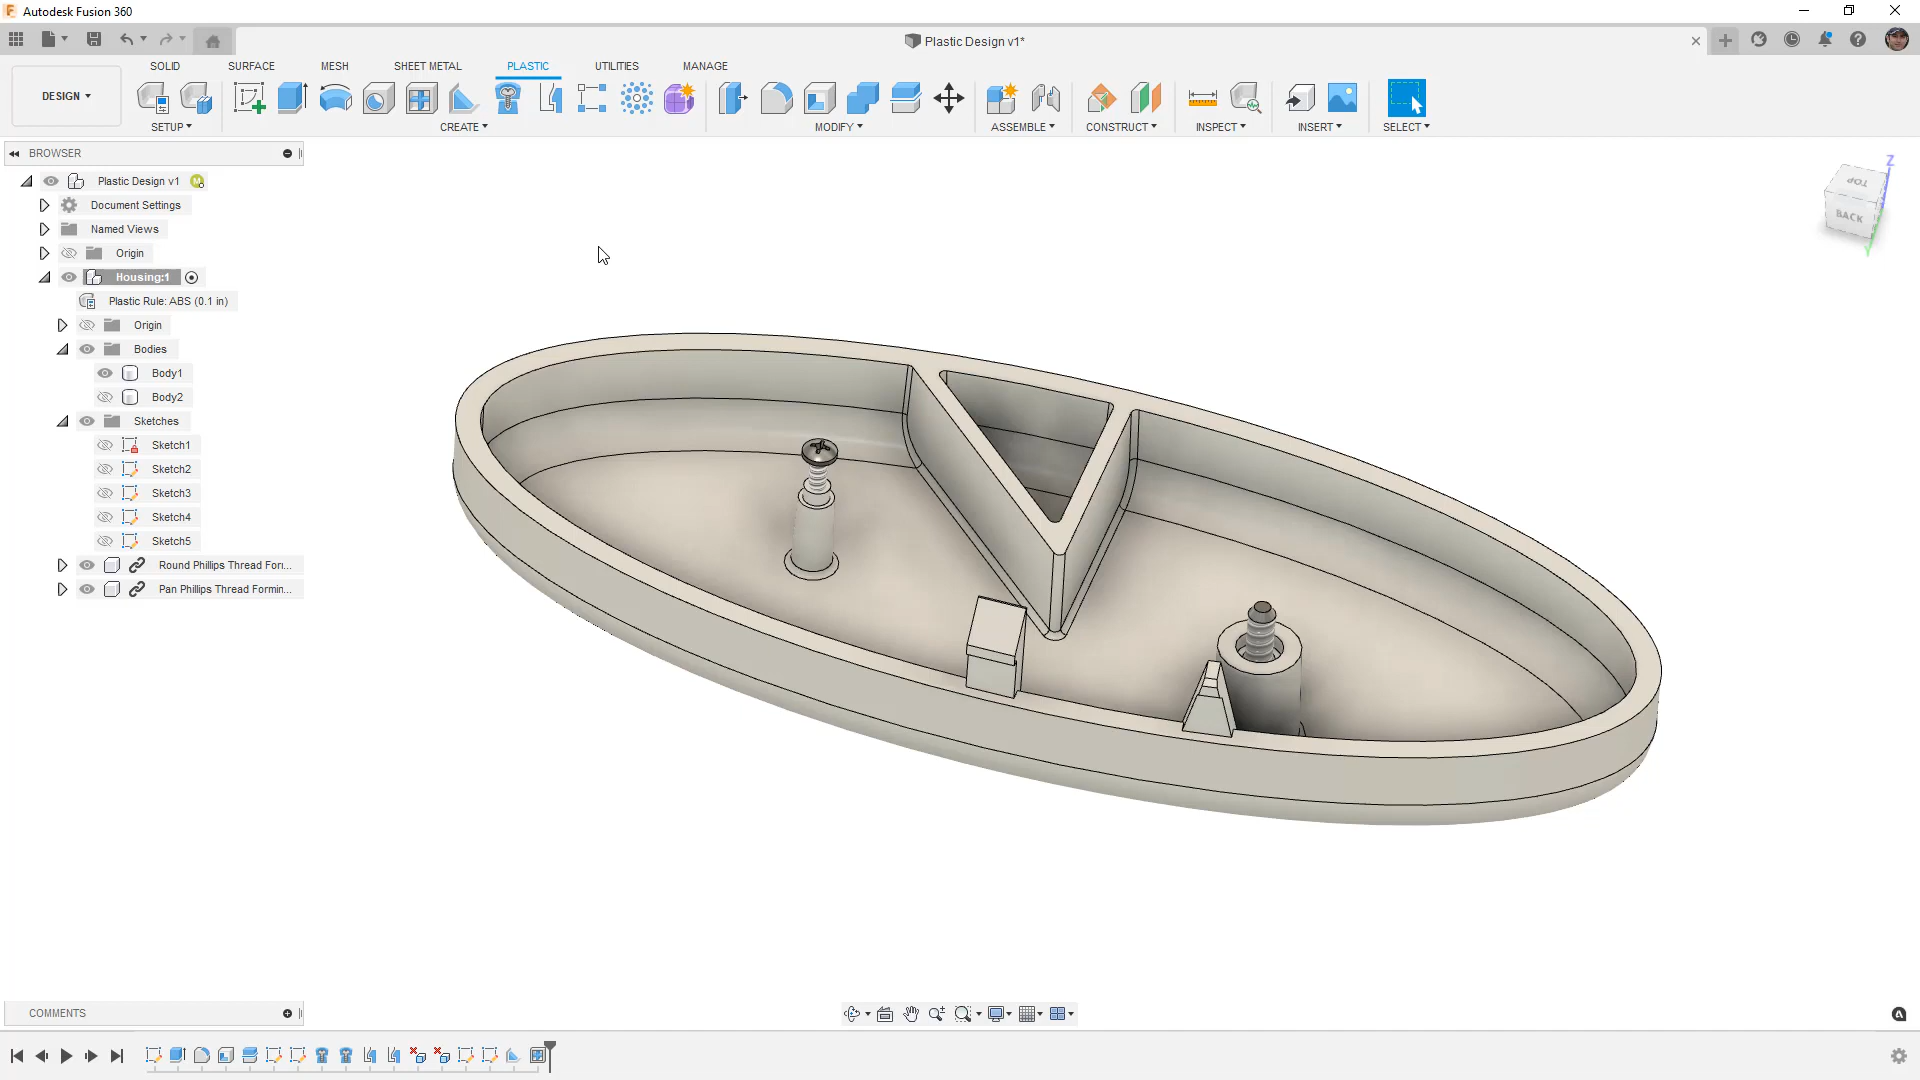 Autodesk Fusion 360
Plastic Design v1*
DESIGN
SOLID
SURFACE
MESH
SHEET METAL
PLASTIC
UTILITIES
MANAGE
SETUP
CREATE
MODIFY
ASSEMBLE
CONSTRUCT
INSPECT
INSERT
SELECT
BROWSER
Plastic Design v1
Document Settings
Named Views
Origin
Housing:1
Plastic Rule: ABS (0.1 in)
Origin
Bodies
Body1
Body2
Sketches
Sketch1
Sketch2
Sketch3
Sketch4
Sketch5
Round Phillips Thread For...
Pan Phillips Thread Formin...
Z
TOP
BACK
Y
COMMENTS